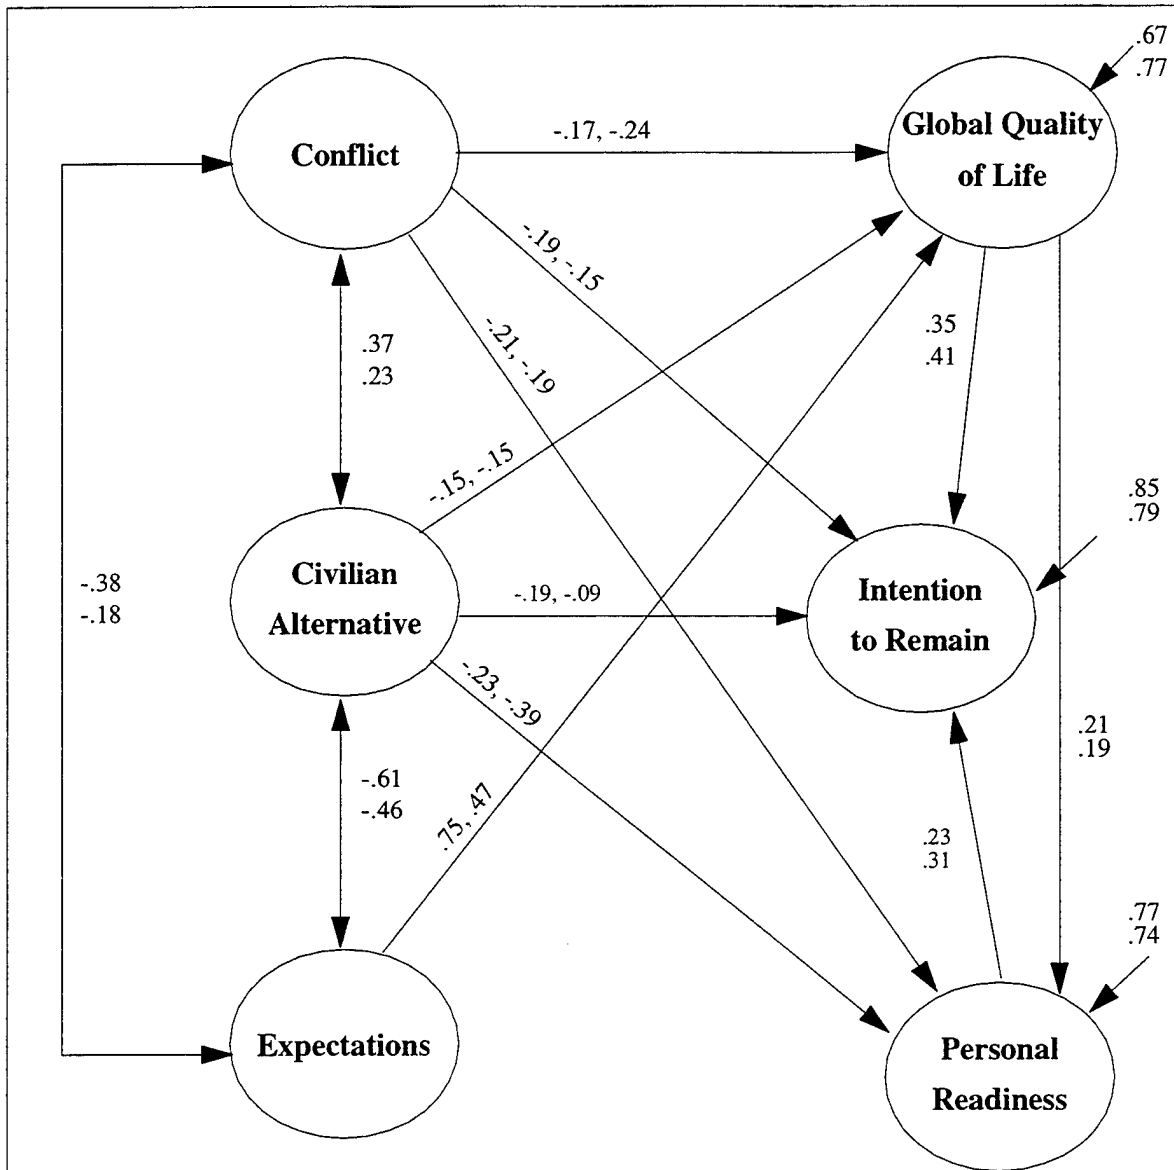 .67
.77
Conflict
-.17, -.24
Global Quality
of Life
-.19, -.15
-.21, -.19
.37
.23
.35
.41
-.15, -.15
.85
.79
-.38
-.18
Civilian
Alternative
-.19, -.09
Intention
to Remain
-.23, -.39
.21
.19
-.61
-.46
.75, .47
.23
.31
.77
.74
Expectations
Personal
Readiness